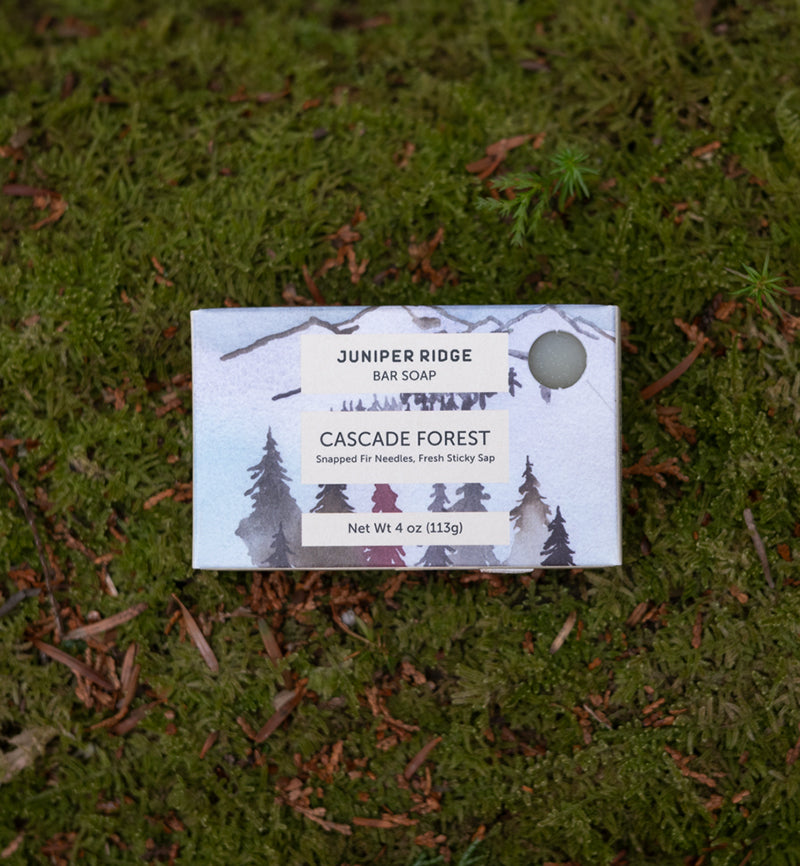 JUNIPER RIDGE
BAR SOAP
CASCADE FOREST
Snapped Fir Needles, Fresh Sticky Sap
Net Wt 4 oz (113g)